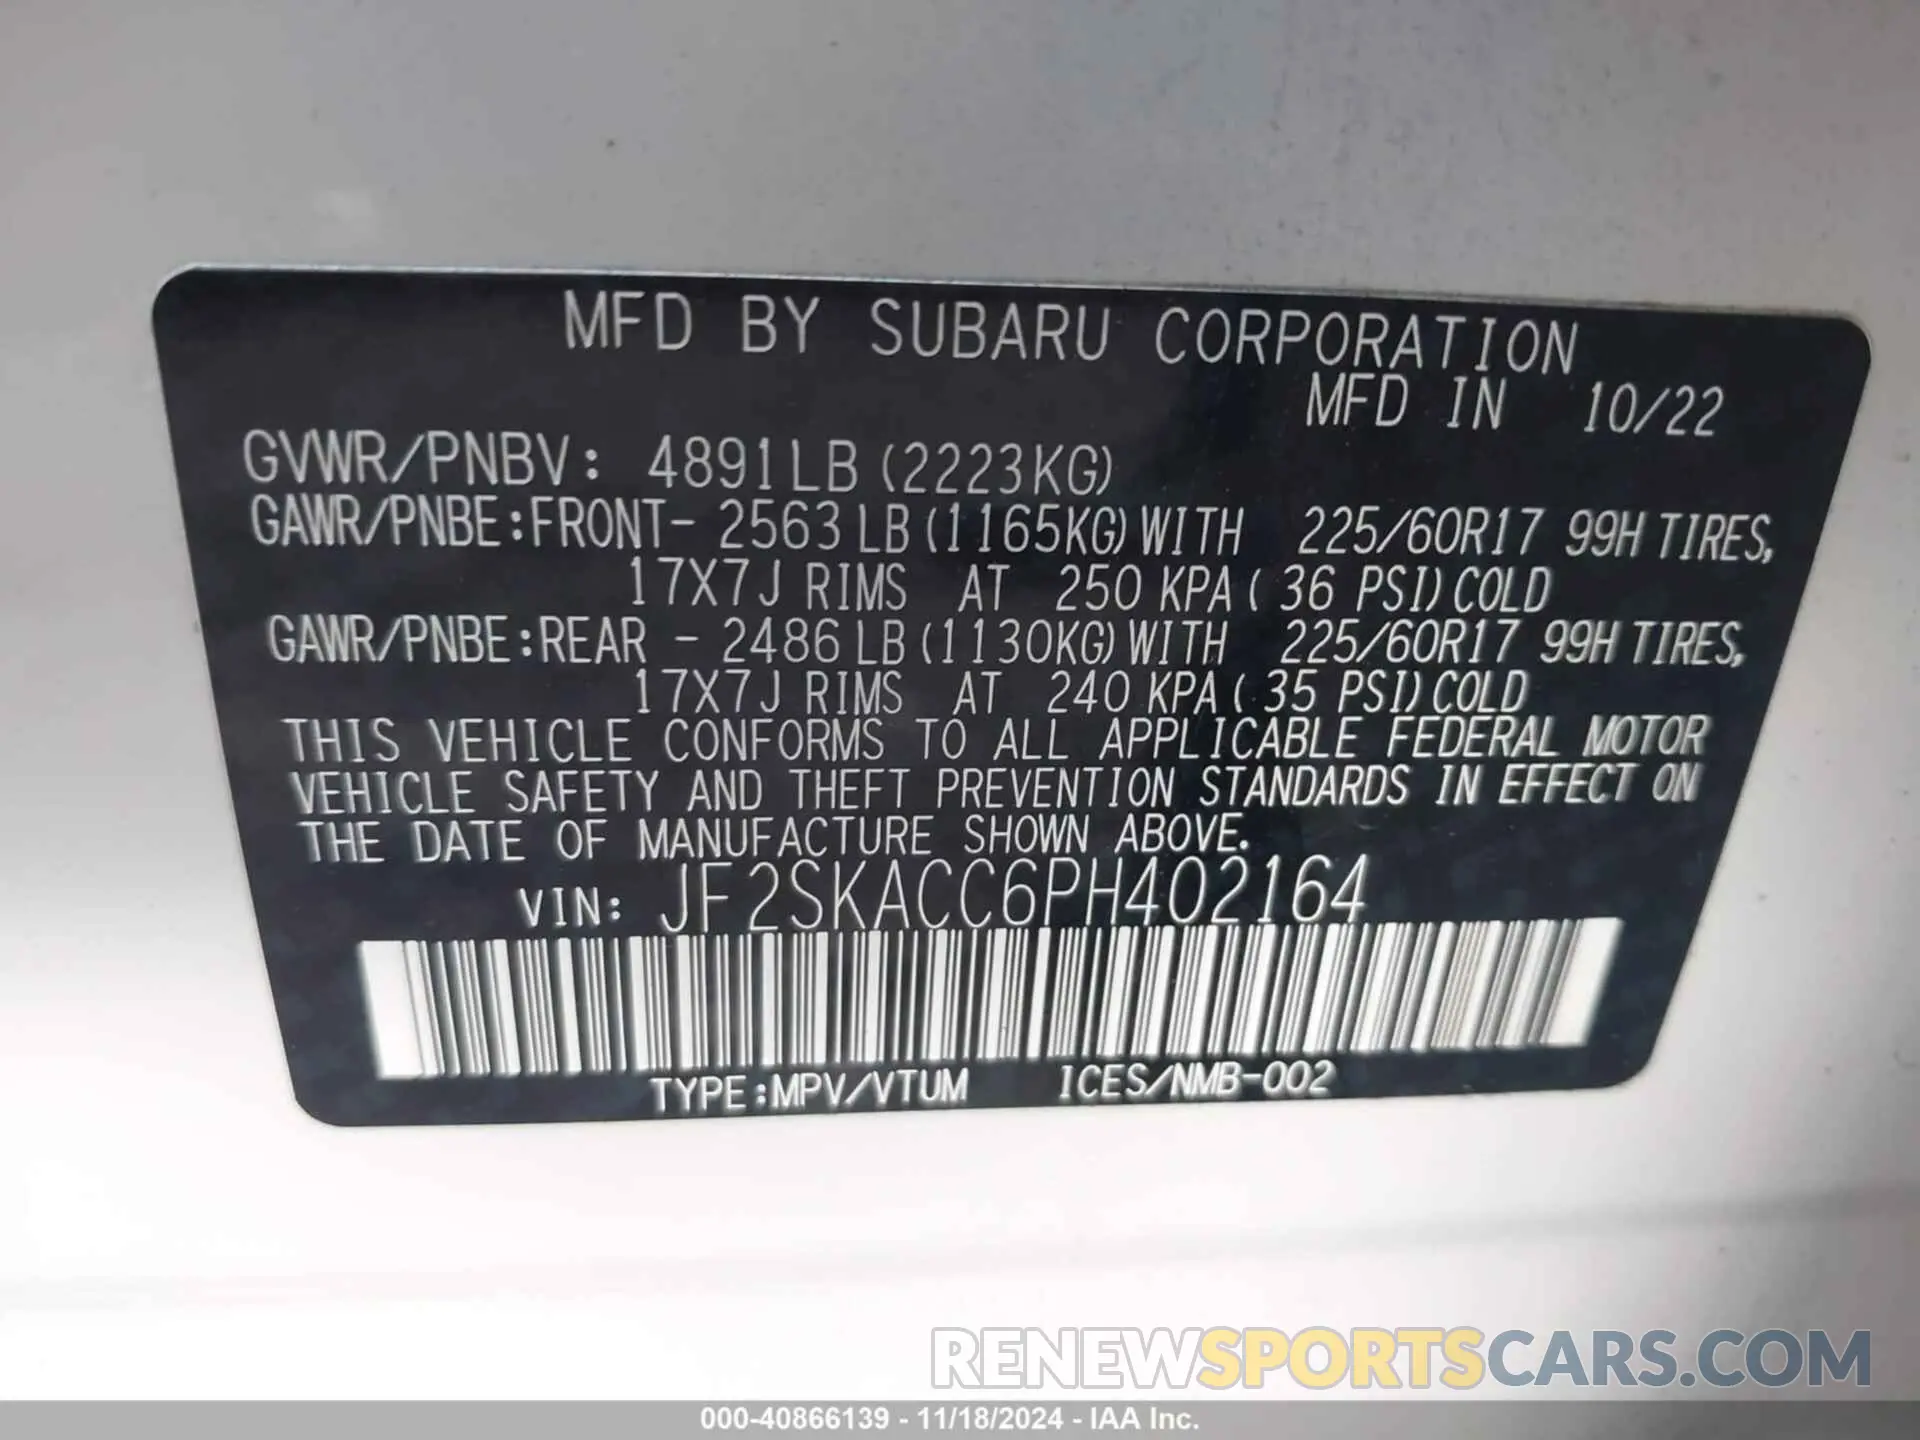 MFD BY SUBARU CORPORATION
MFD IN 10/22
GVWR/PNBV: 4891LB (2223KG)
GAWR/PNBE:FRONT- 2563 LB (1165KG) WITH 225/60R17 99H TIRES,
17X7J RIMS AT 250 KPA ( 36 PSI) COLD
GAWR/PNBE:REAR - 2486 LB (1130KG) WITH 225/60R17 99H TIRES,
17X7J RIMS AT 240 KPA ( 35 PSI) COLD
THIS VEHICLE CONFORMS TO ALL APPLICABLE FEDERAL MOTOR
VEHICLE SAFETY AND THEFT PREVENTION STANDARDS IN EFFECT ON
THE DATE OF MANUFACTURE SHOWN ABOVE.
VIN: JF2SKACC6PH402164
TYPE:MPV/VTUM ICES/NMB-002
RENEWSPORTSCARS.COM
000-40866139 - 11/18/2024 - IAA Inc.